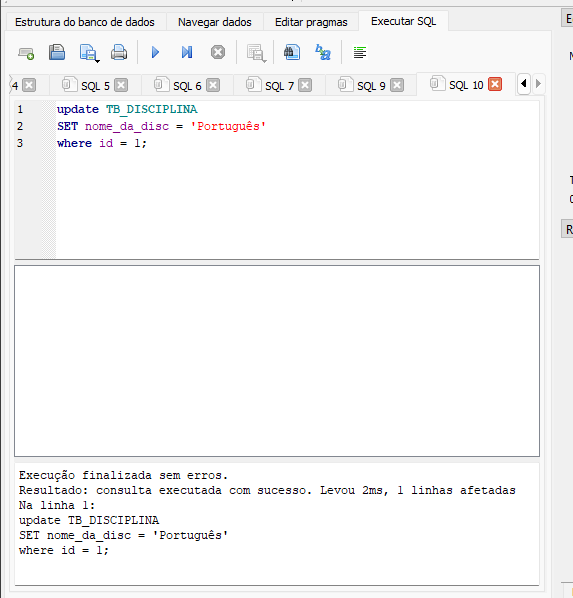 Estrutura do banco de dados Navegar dados Editar pragmas Executar SQL
E
4 SQL 5 SQL 6 SQL 7 SQL 9 SQL 10
1 update TB_DISCIPLINA
2 SET nome_da_disc = 'Português'
3 where id = 1;
R
Execução finalizada sem erros.
Resultado: consulta executada com sucesso. Levou 2ms, 1 linhas afetadas
Na linha 1:
update TB_DISCIPLINA
SET nome_da_disc = 'Português'
where id = 1;